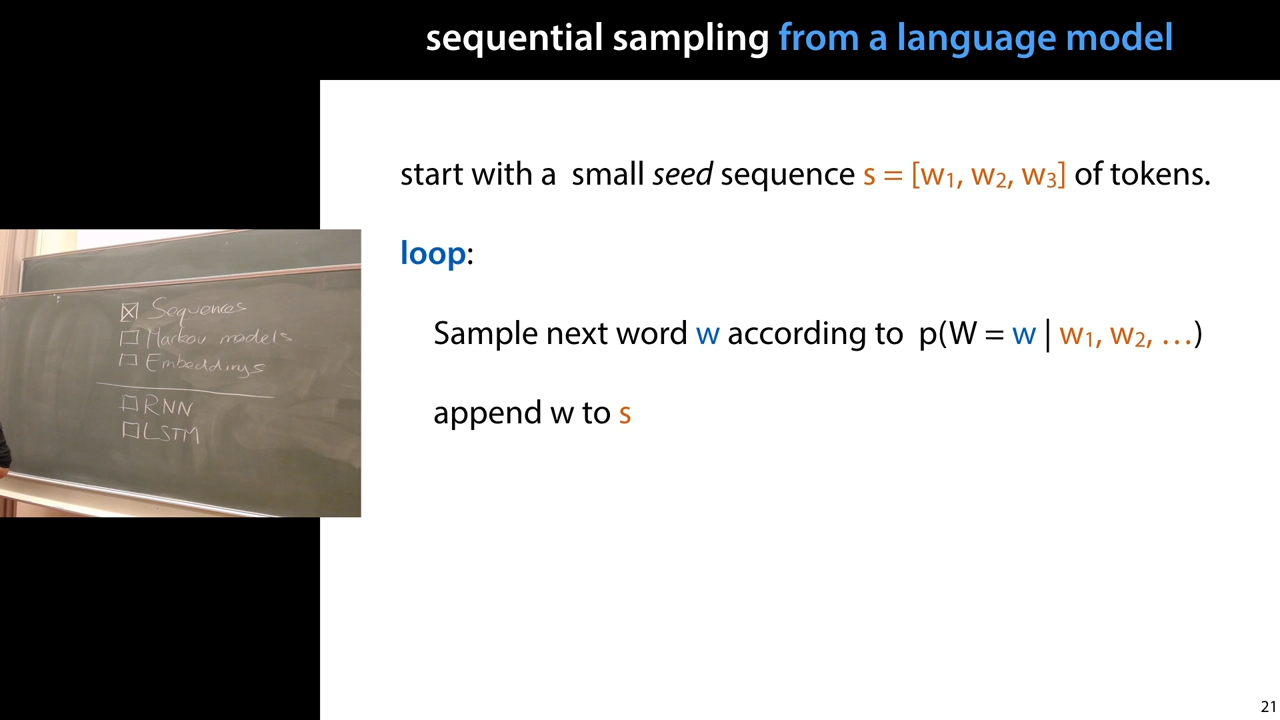 sequential sampling from a language model
start with a small seed sequence s = [w₁, w₂, w₃] of tokens.
loop:
Sample next word w according to p(W = w | w₁, w₂, …)
append w to s
Sequences
Markov models
Embeddings
RNN
LSTM
21